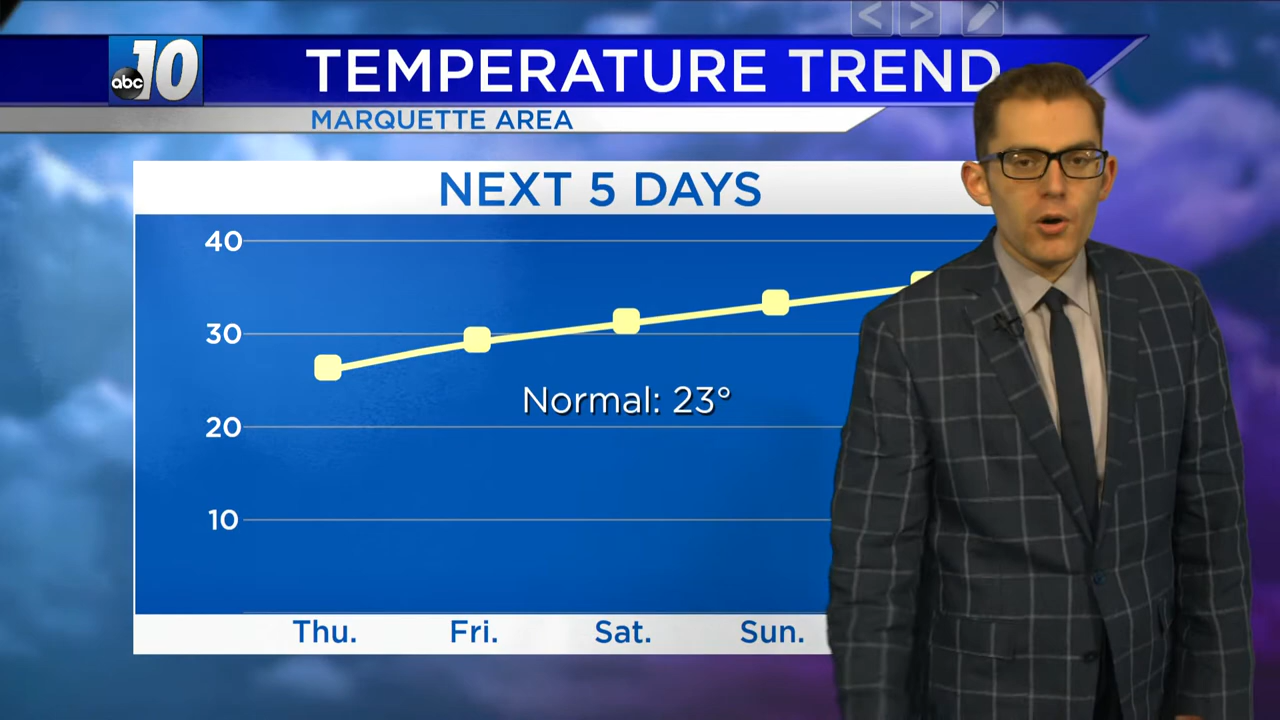 abc 10
TEMPERATURE TREND
MARQUETTE AREA
NEXT 5 DAYS
40
30
Normal: 23°
20
10
Thu. Fri. Sat. Sun.